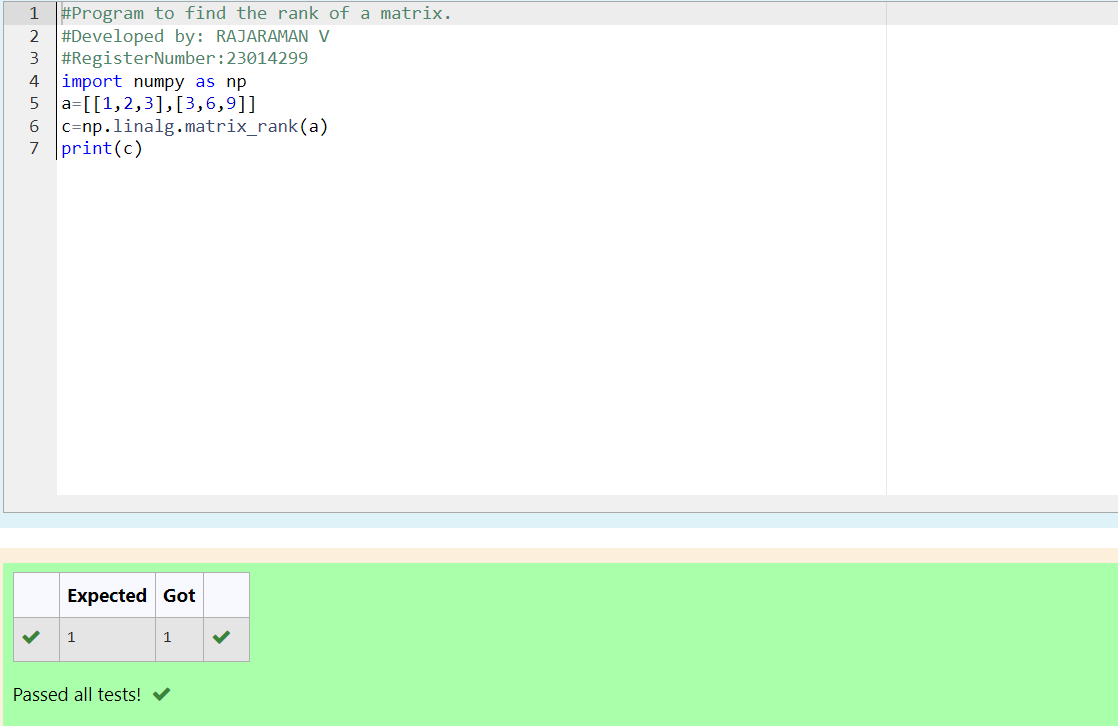 1 #Program to find the rank of a matrix.
2 #Developed by: RAJARAMAN V
3 #RegisterNumber:23014299
4 import numpy as np
5 a=[[1,2,3],[3,6,9]]
6 c=np.linalg.matrix_rank(a)
7 print(c)
Expected Got
1 1
Passed all tests!